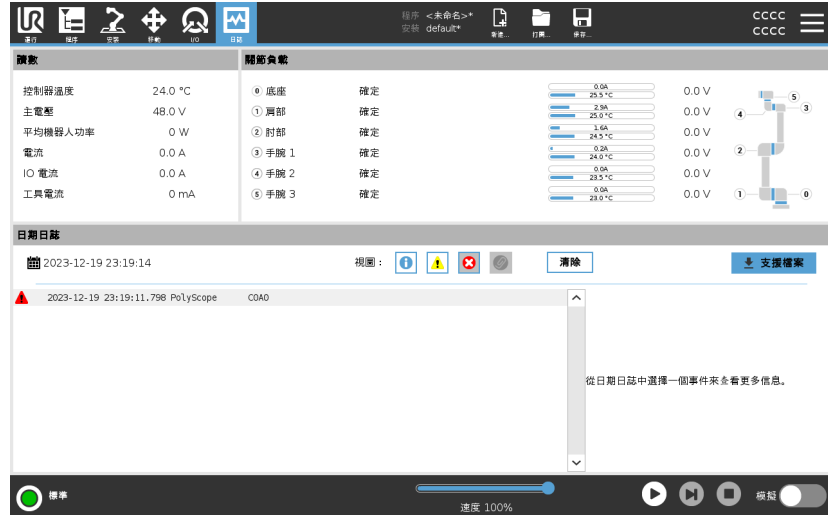 UR
運行 程序 安裝 移動 I/O 日誌
程序 <未命名>*
安裝 default*
新建... 打開... 保存...
CCCC
CCCC
讀數
關節負載
控制器溫度 24.0 °C
主電壓 48.0 V
平均機器人功率 0 W
電流 0.0 A
IO 電流 0.0 A
工具電流 0 mA
0 底座 確定 0.0A 25.5 °C 0.0 V
1 肩部 確定 2.9A 25.0 °C 0.0 V
2 肘部 確定 1.6A 24.5 °C 0.0 V
3 手腕 1 確定 0.2A 24.0 °C 0.0 V
4 手腕 2 確定 0.0A 23.5 °C 0.0 V
5 手腕 3 確定 0.0A 23.0 °C 0.0 V
5
4 3
2
1 0
日期日誌
2023-12-19 23:19:14
視圖：
清除
支援檔案
2023-12-19 23:19:11.798 PolyScope C0A0
從日期日誌中選擇一個事件來查看更多信息。
標準
速度 100%
模擬